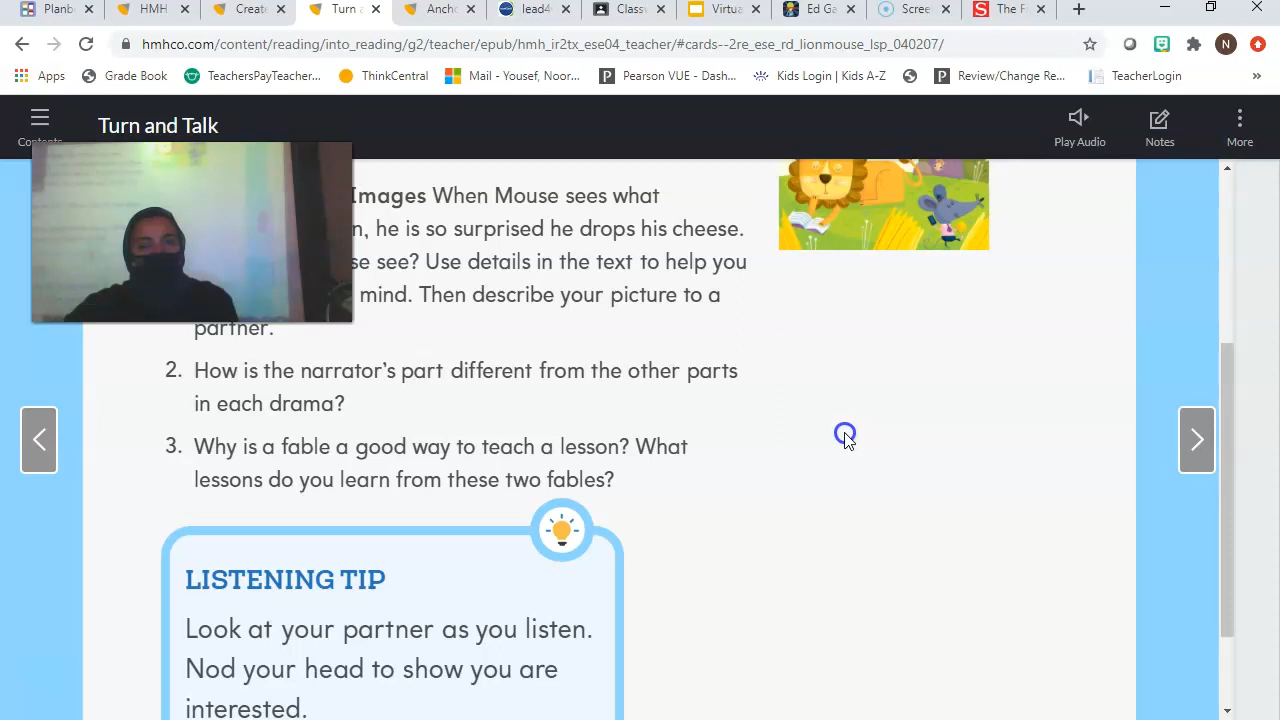 Planb
HMH
Create
Turn a
Ancho
lead4
Classw
Virtua
Ed Ga
Scree
The F
hmhco.com/content/reading/into_reading/g2/teacher/epub/hmh_ir2tx_ese04_teacher/#cards--2re_ese_rd_lionmouse_lsp_040207/
N
Apps
Grade Book
TeachersPayTeacher...
ThinkCentral
Mail - Yousef, Noor...
Pearson VUE - Das...
Kids Login | Kids A-Z
Review/Change Re...
TeacherLogin
»
Contents
Turn and Talk
Play Audio
Notes
More
Images When Mouse sees what
n, he is so surprised he drops his cheese.
se see? Use details in the text to help you
mind. Then describe your picture to a
partner.
2. How is the narrator's part different from the other parts
in each drama?
3. Why is a fable a good way to teach a lesson? What
lessons do you learn from these two fables?
LISTENING TIP
Look at your partner as you listen.
Nod your head to show you are
interested.